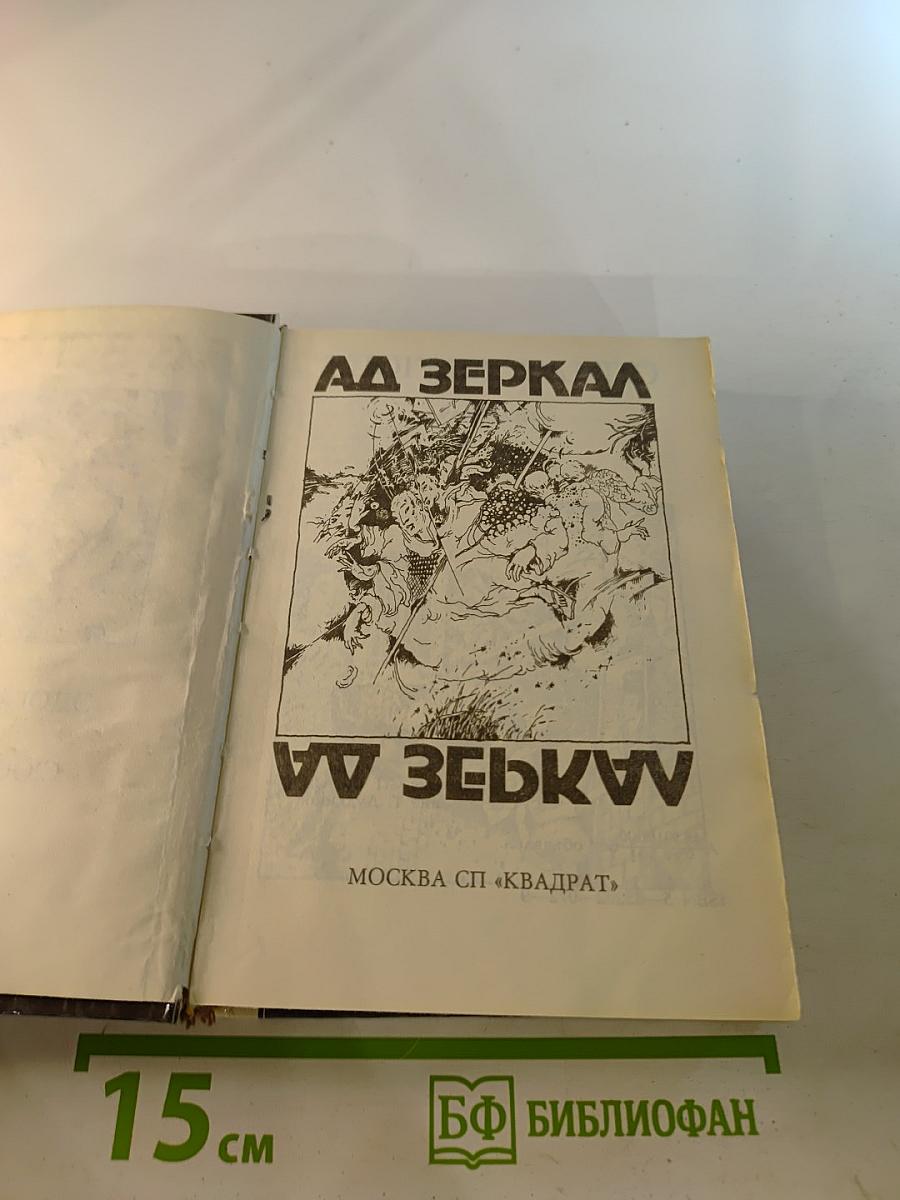 АД ЗЕРКАЛ
АД ЗЕРКАЛ
МОСКВА СП «КВАДРАТ»
15 см
БФ БИБЛИОФАН